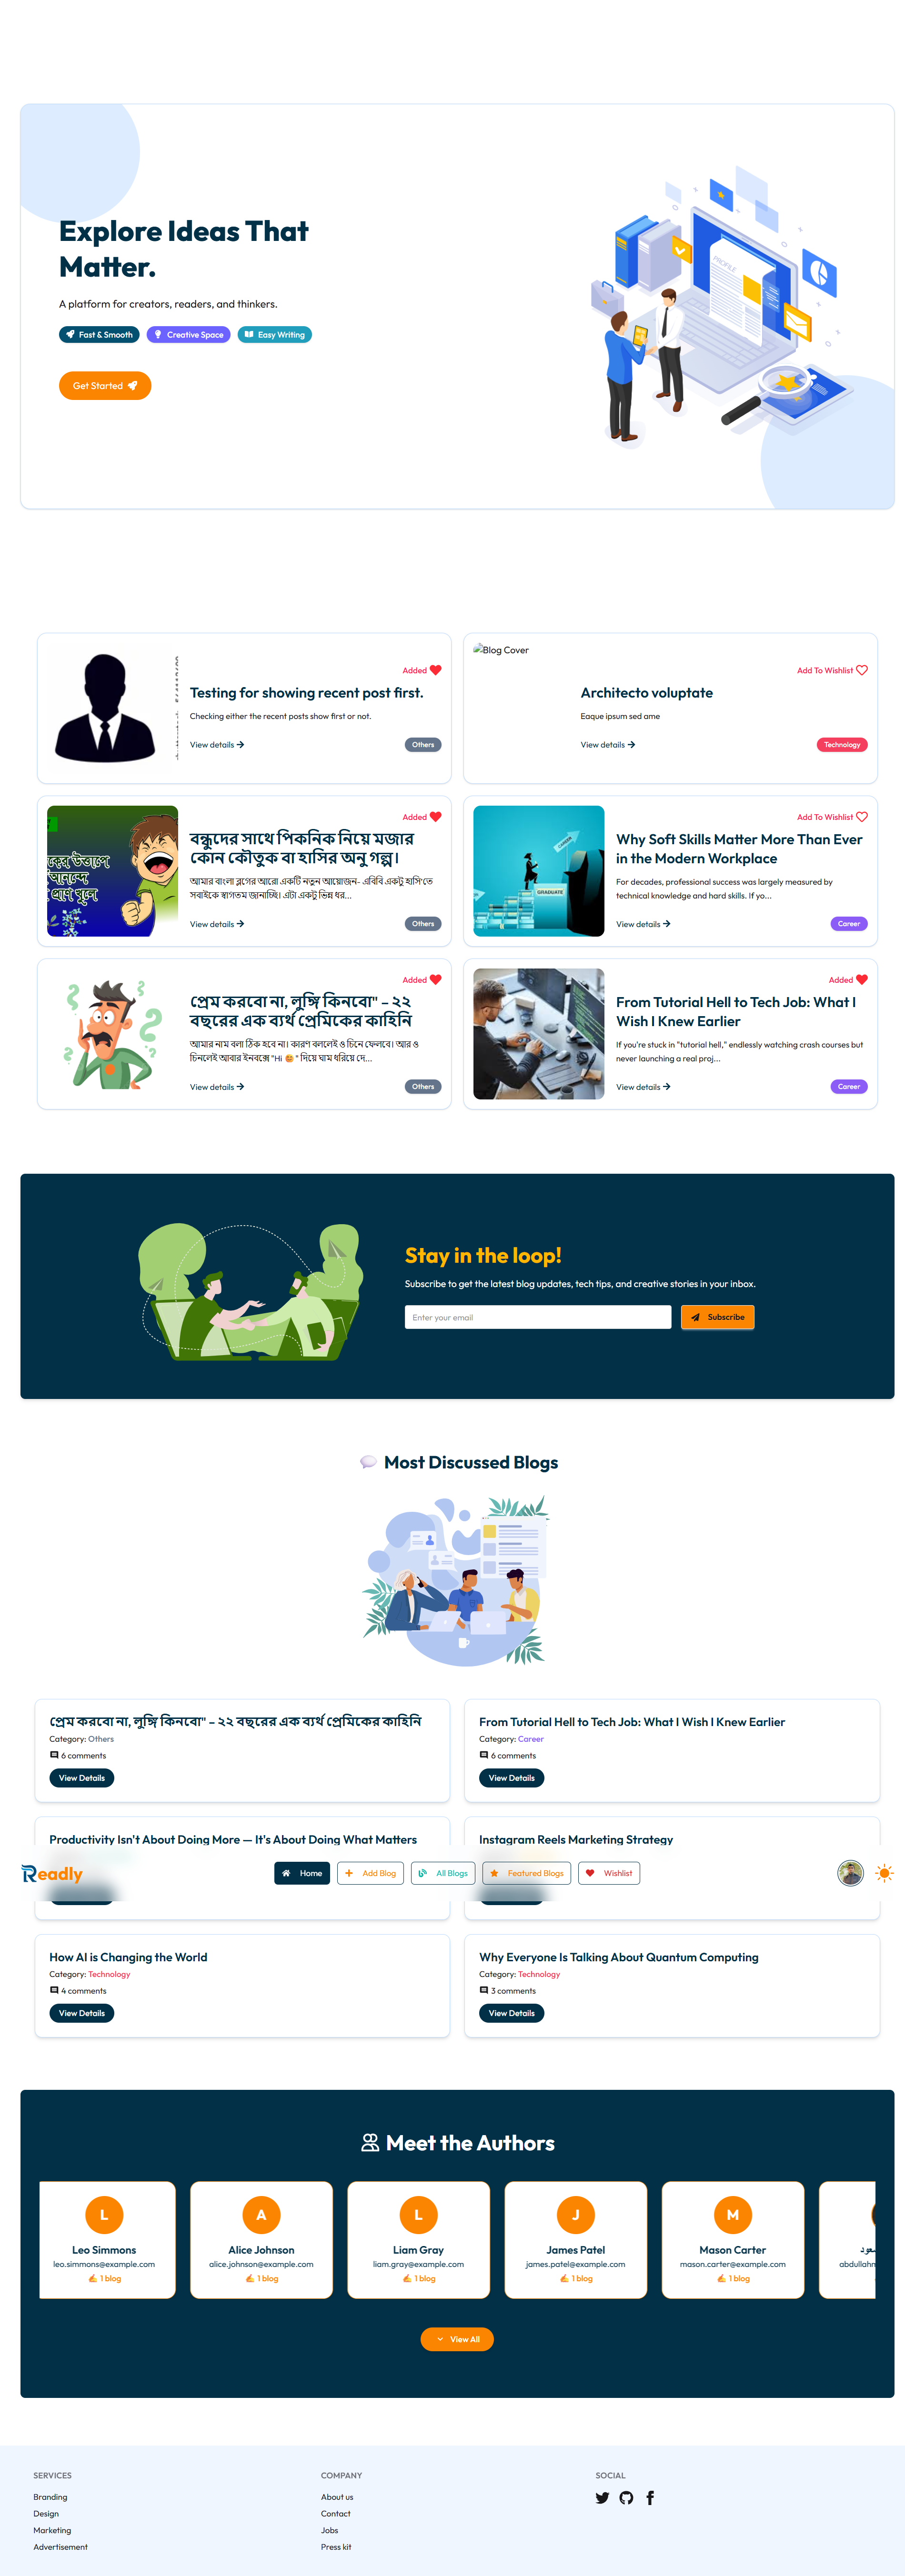 Explore Ideas That
Matter.
A platform for creators, readers, and thinkers.
Fast & Smooth
Creative Space
Easy Writing
Get Started
PROFILE
Added
Testing for showing recent post first.
Checking either the recent posts show first or not.
View details
Others
Blog Cover
Add To Wishlist
Architecto voluptate
Eaque ipsum sed ame
View details
Technology
Added
বন্ধুদের সাথে পিকনিক নিয়ে মজার
কোন কৌতুক বা হাসির অনু গল্প।
আমার বাংলা ব্লগের আরো একটি নতুন আয়োজন- এবিবি একটু হাসি'তে
সবাইকে স্বাগতম জানাচ্ছি। এটা একটু ভিন্ন ধর...
View details
Others
Add To Wishlist
CAREER
GRADUATE
Why Soft Skills Matter More Than Ever
in the Modern Workplace
For decades, professional success was largely measured by
technical knowledge and hard skills. If yo...
View details
Career
Added
প্রেম করবো না, লুঙ্গি কিনবো" – ২২
বছরের এক ব্যর্থ প্রেমিকের কাহিনি
আমার নাম বলা ঠিক হবে না। কারণ বললেই ও চিনে ফেলবে। আর ও
চিনলেই আবার ইনবক্সে "Hi 😊" দিয়ে ঘাম ধরিয়ে দে...
View details
Others
Added
From Tutorial Hell to Tech Job: What I
Wish I Knew Earlier
If you're stuck in "tutorial hell," endlessly watching crash courses but
never launching a real proj...
View details
Career
Stay in the loop!
Subscribe to get the latest blog updates, tech tips, and creative stories in your inbox.
Enter your email
Subscribe
Most Discussed Blogs
প্রেম করবো না, লুঙ্গি কিনবো" – ২২ বছরের এক ব্যর্থ প্রেমিকের কাহিনি
Category: Others
6 comments
View Details
From Tutorial Hell to Tech Job: What I Wish I Knew Earlier
Category: Career
6 comments
View Details
Productivity Isn't About Doing More — It's About Doing What Matters
Instagram Reels Marketing Strategy
Readly
Home
Add Blog
All Blogs
Featured Blogs
Wishlist
How AI is Changing the World
Category: Technology
4 comments
View Details
Why Everyone Is Talking About Quantum Computing
Category: Technology
3 comments
View Details
Meet the Authors
L
Leo Simmons
leo.simmons@example.com
1 blog
A
Alice Johnson
alice.johnson@example.com
1 blog
L
Liam Gray
liam.gray@example.com
1 blog
J
James Patel
james.patel@example.com
1 blog
M
Mason Carter
mason.carter@example.com
1 blog
View All
SERVICES
Branding
Design
Marketing
Advertisement
COMPANY
About us
Contact
Jobs
Press kit
SOCIAL